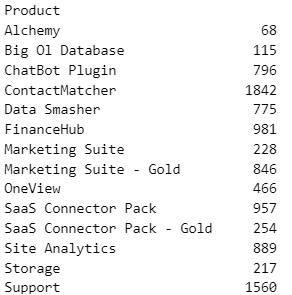 Product
Alchemy 68
Big Ol Database 115
ChatBot Plugin 796
ContactMatcher 1842
Data Smasher 775
FinanceHub 981
Marketing Suite 228
Marketing Suite - Gold 846
OneView 466
SaaS Connector Pack 957
SaaS Connector Pack - Gold 254
Site Analytics 889
Storage 217
Support 1560